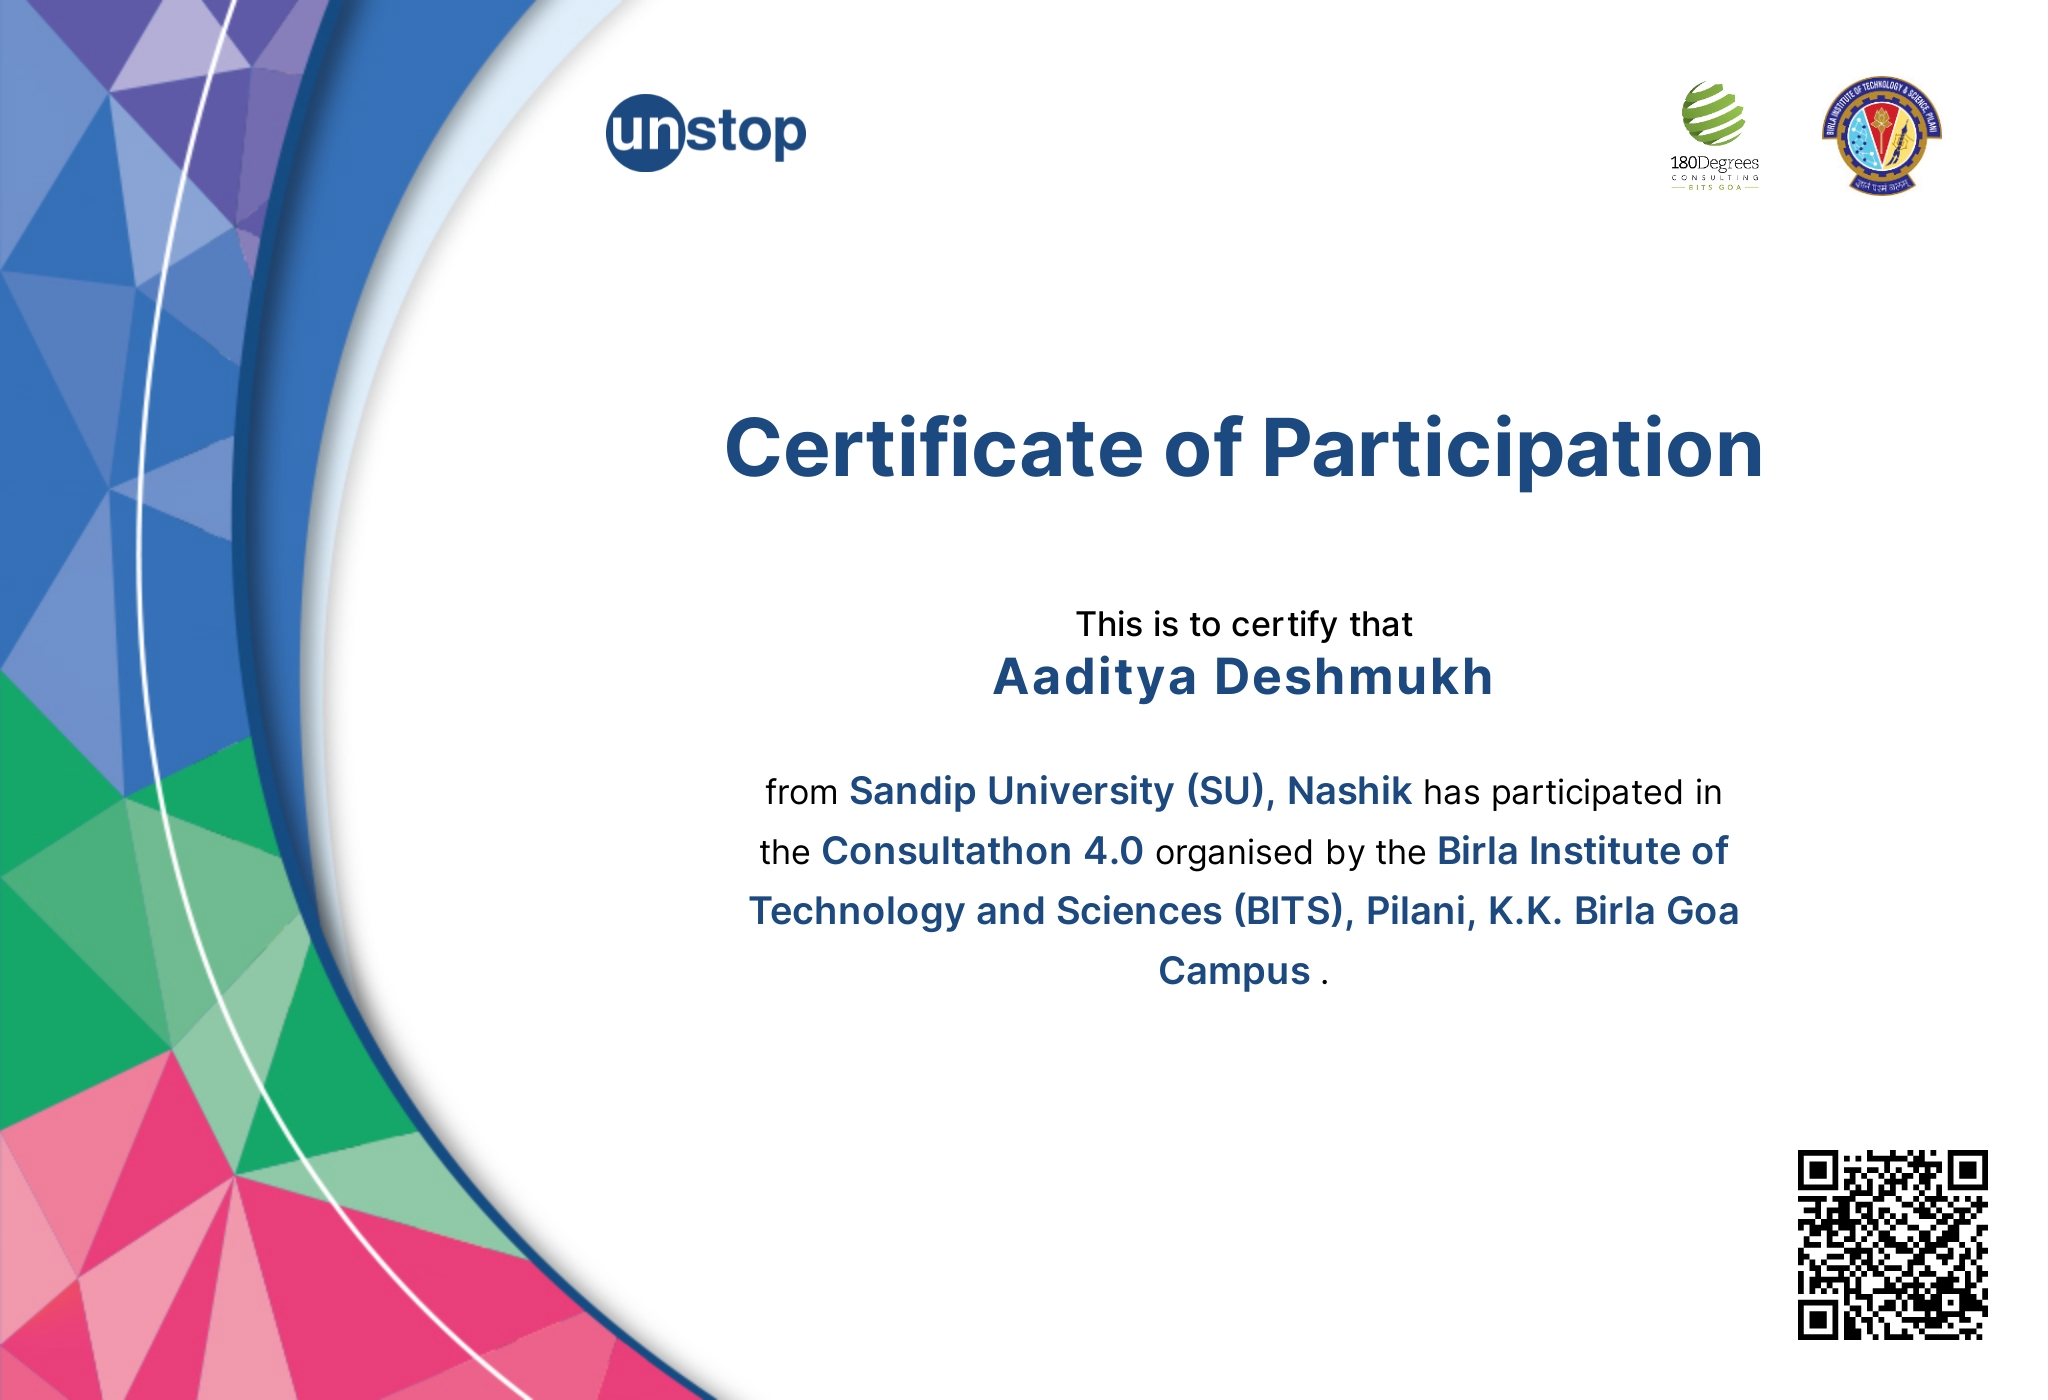 unstop
180Degrees
CONSULTING
BITS GOA
BIRLA INSTITUTE OF TECHNOLOGY & SCIENCE, PILANI
ज्ञानं परमं बलम्
Certificate of Participation
This is to certify that
Aaditya Deshmukh
from Sandip University (SU), Nashik has participated in
the Consultathon 4.0 organised by the Birla Institute of
Technology and Sciences (BITS), Pilani, K.K. Birla Goa
Campus .